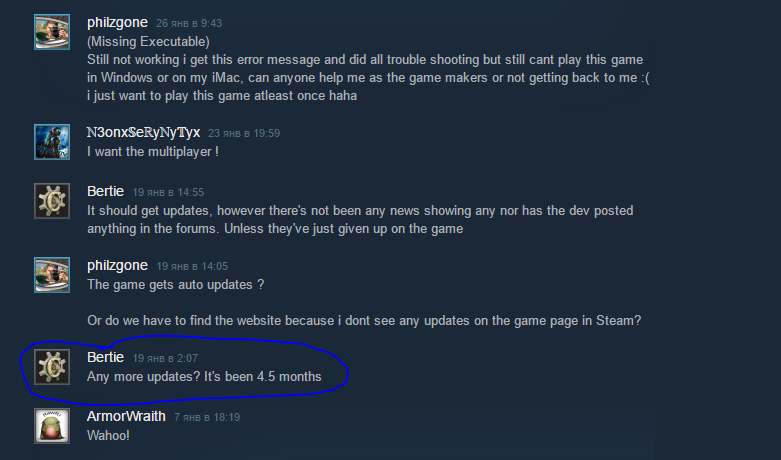 philzgone 26 янв в 9:43
(Missing Executable)
Still not working i get this error message and did all trouble shooting but still cant play this game
in Windows or on my iMac, can anyone help me as the game makers or not getting back to me :(
i just want to play this game atleast once haha
ℕ3onx$eℝyℕy𝕋yx 23 янв в 19:59
I want the multiplayer !
Bertie 19 янв в 14:55
It should get updates, however there's not been any news showing any nor has the dev posted
anything in the forums. Unless they've just given up on the game
philzgone 19 янв в 14:05
The game gets auto updates ?
Or do we have to find the website because i dont see any updates on the game page in Steam?
Bertie 19 янв в 2:07
Any more updates? It's been 4.5 months
ArmorWraith 7 янв в 18:19
Wahoo!